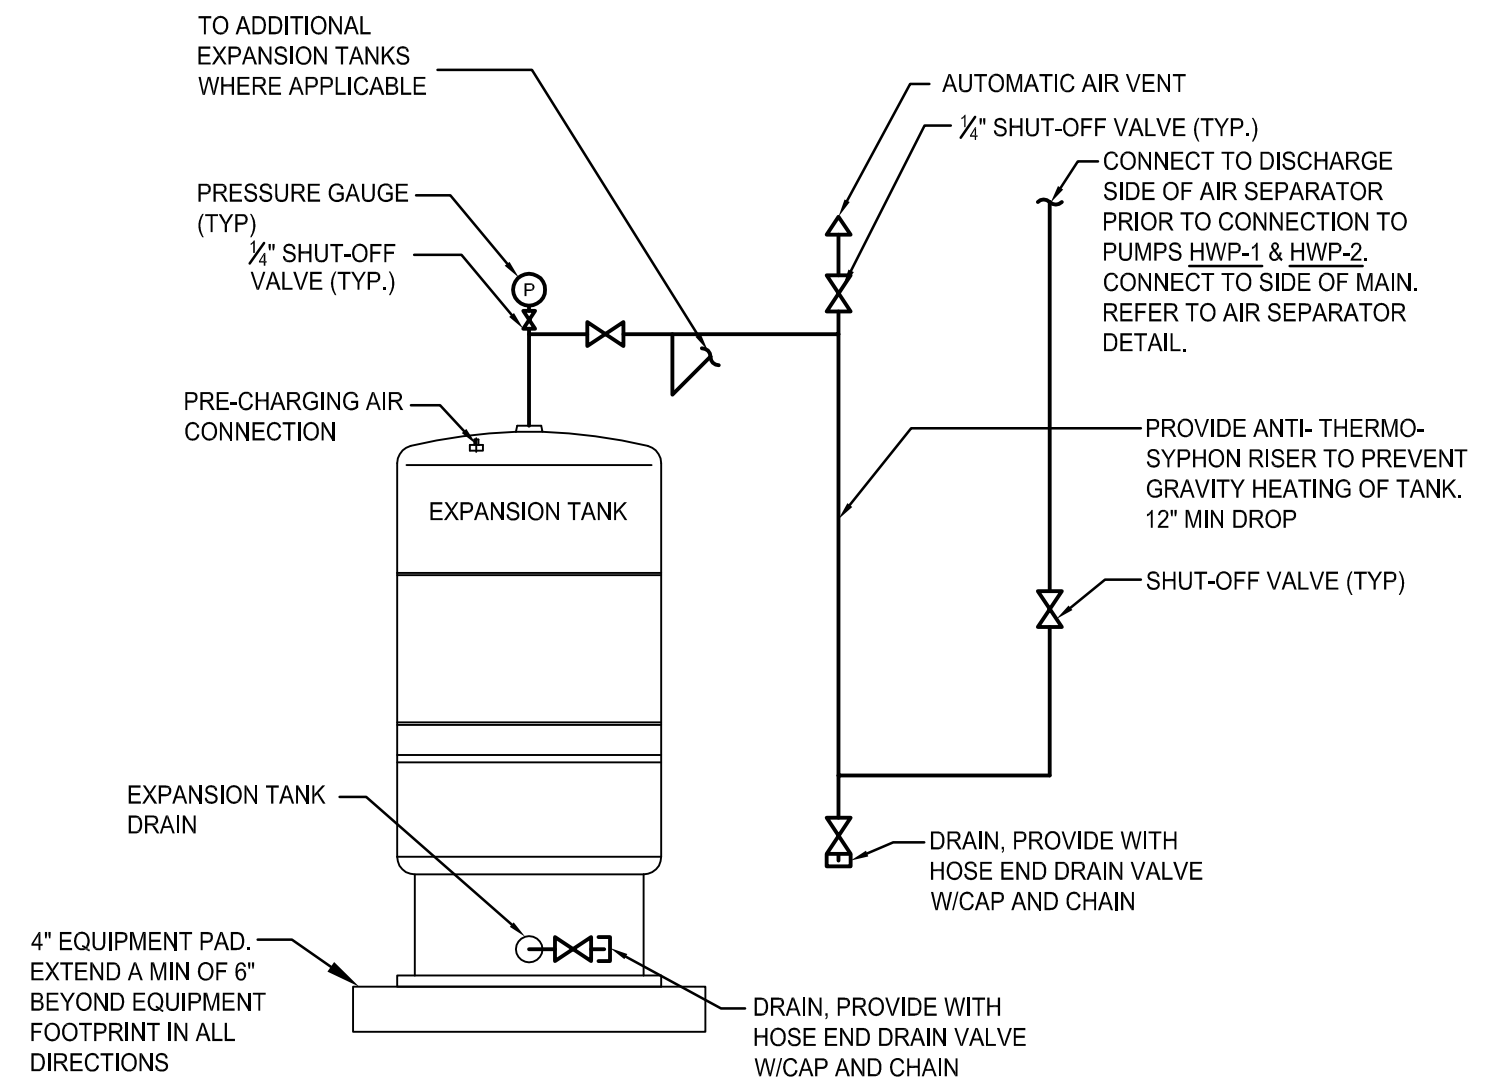 TO ADDITIONAL
EXPANSION TANKS
WHERE APPLICABLE
AUTOMATIC AIR VENT
1/4" SHUT-OFF VALVE (TYP.)
CONNECT TO DISCHARGE
SIDE OF AIR SEPARATOR
PRIOR TO CONNECTION TO
PUMPS HWP-1 & HWP-2.
CONNECT TO SIDE OF MAIN.
REFER TO AIR SEPARATOR
DETAIL.
PRESSURE GAUGE
(TYP)
1/4" SHUT-OFF
VALVE (TYP.)
P
PRE-CHARGING AIR
CONNECTION
EXPANSION TANK
PROVIDE ANTI- THERMO-
SYPHON RISER TO PREVENT
GRAVITY HEATING OF TANK.
12" MIN DROP
SHUT-OFF VALVE (TYP)
EXPANSION TANK
DRAIN
DRAIN, PROVIDE WITH
HOSE END DRAIN VALVE
W/CAP AND CHAIN
4" EQUIPMENT PAD.
EXTEND A MIN OF 6"
BEYOND EQUIPMENT
FOOTPRINT IN ALL
DIRECTIONS
DRAIN, PROVIDE WITH
HOSE END DRAIN VALVE
W/CAP AND CHAIN